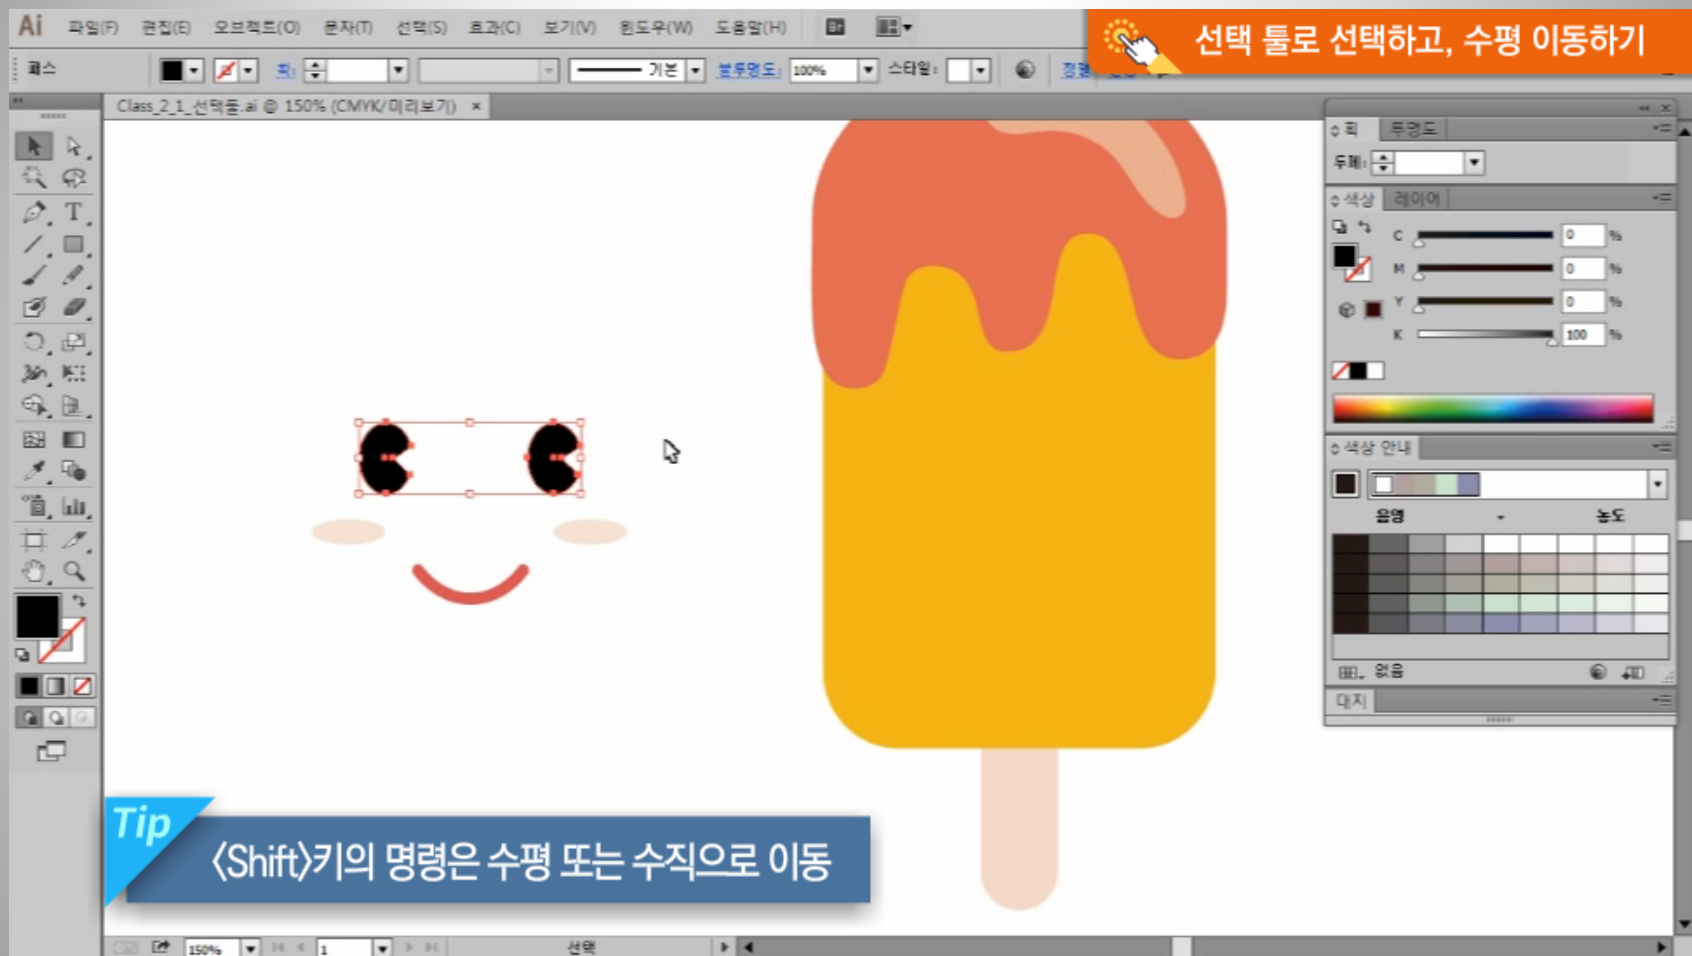 Ai 파일(F) 편집(E) 오브젝트(O) 문자(T) 선택(S) 효과(C) 보기(V) 윈도우(W) 도움말(H) Br
선택 툴로 선택하고, 수평 이동하기
패스 획: 기본 불투명도: 100% 스타일:
Class_2_1_선택툴.ai @ 150% (CMYK/미리보기) ×
획 투명도
두께:
색상 레이어
C 0 %
M 0 %
Y 0 %
K 100 %
색상 안내
음영 농도
없음
대지
T
Tip
<Shift>키의 명령은 수평 또는 수직으로 이동
150% 1 선택